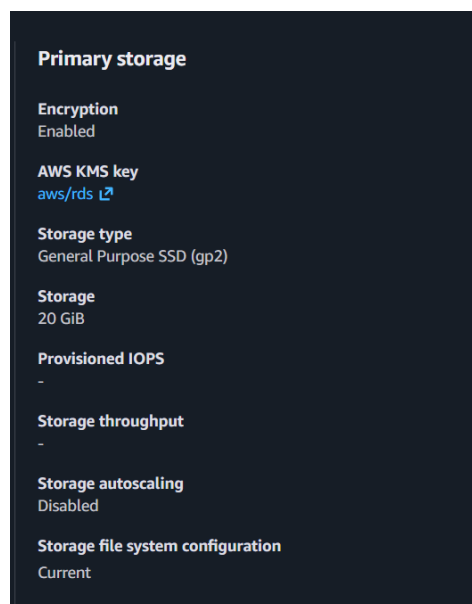 Primary storage
Encryption
Enabled
AWS KMS key
aws/rds
Storage type
General Purpose SSD (gp2)
Storage
20 GiB
Provisioned IOPS
-
Storage throughput
-
Storage autoscaling
Disabled
Storage file system configuration
Current